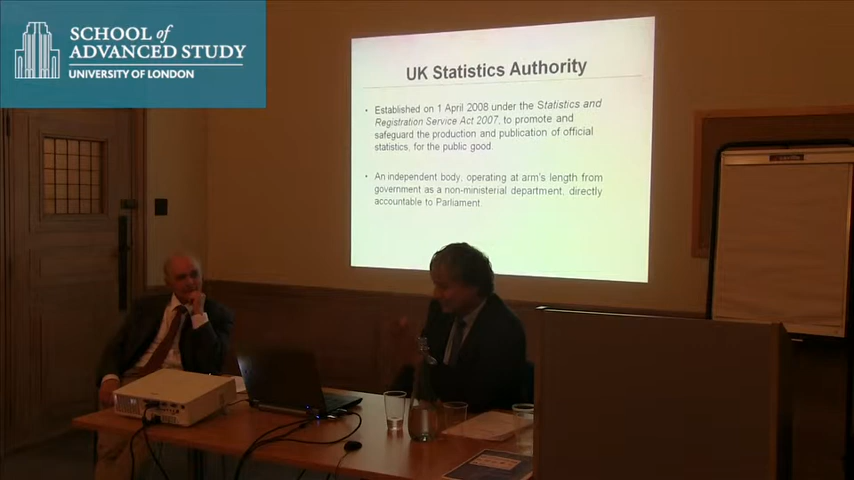 SCHOOL of
ADVANCED STUDY
UNIVERSITY OF LONDON
UK Statistics Authority
• Established on 1 April 2008 under the Statistics and
Registration Service Act 2007, to promote and
safeguard the production and publication of official
statistics, for the public good.
• An independent body, operating at arm's length from
government as a non-ministerial department, directly
accountable to Parliament.